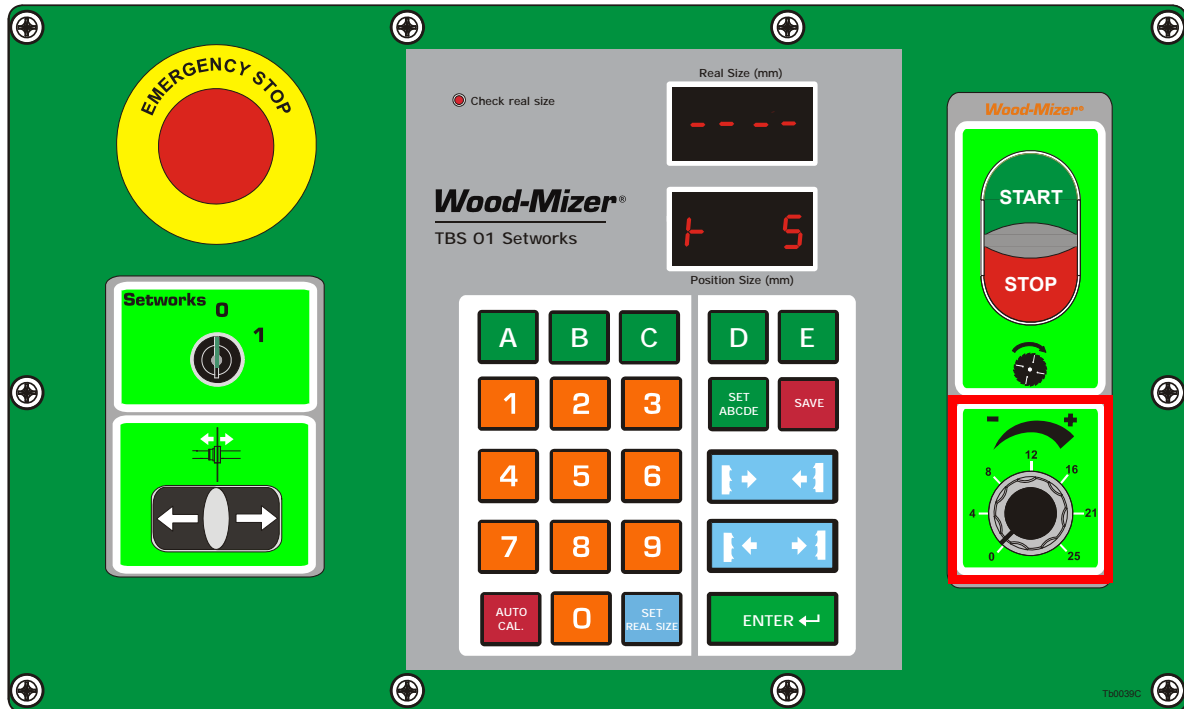 EMERGENCY STOP
Setworks
0
1
Check real size
Real Size (mm)
- - - -
Wood-Mizer®
TBS 01 Setworks
⊦ 5
Position Size (mm)
A B C D E
1 2 3 SET ABCDE SAVE
4 5 6
7 8 9
AUTO CAL. 0 SET REAL SIZE ENTER ↵
Wood-Mizer®
START
STOP
- +
0 4 8 12 16 21 25
Tb0039C